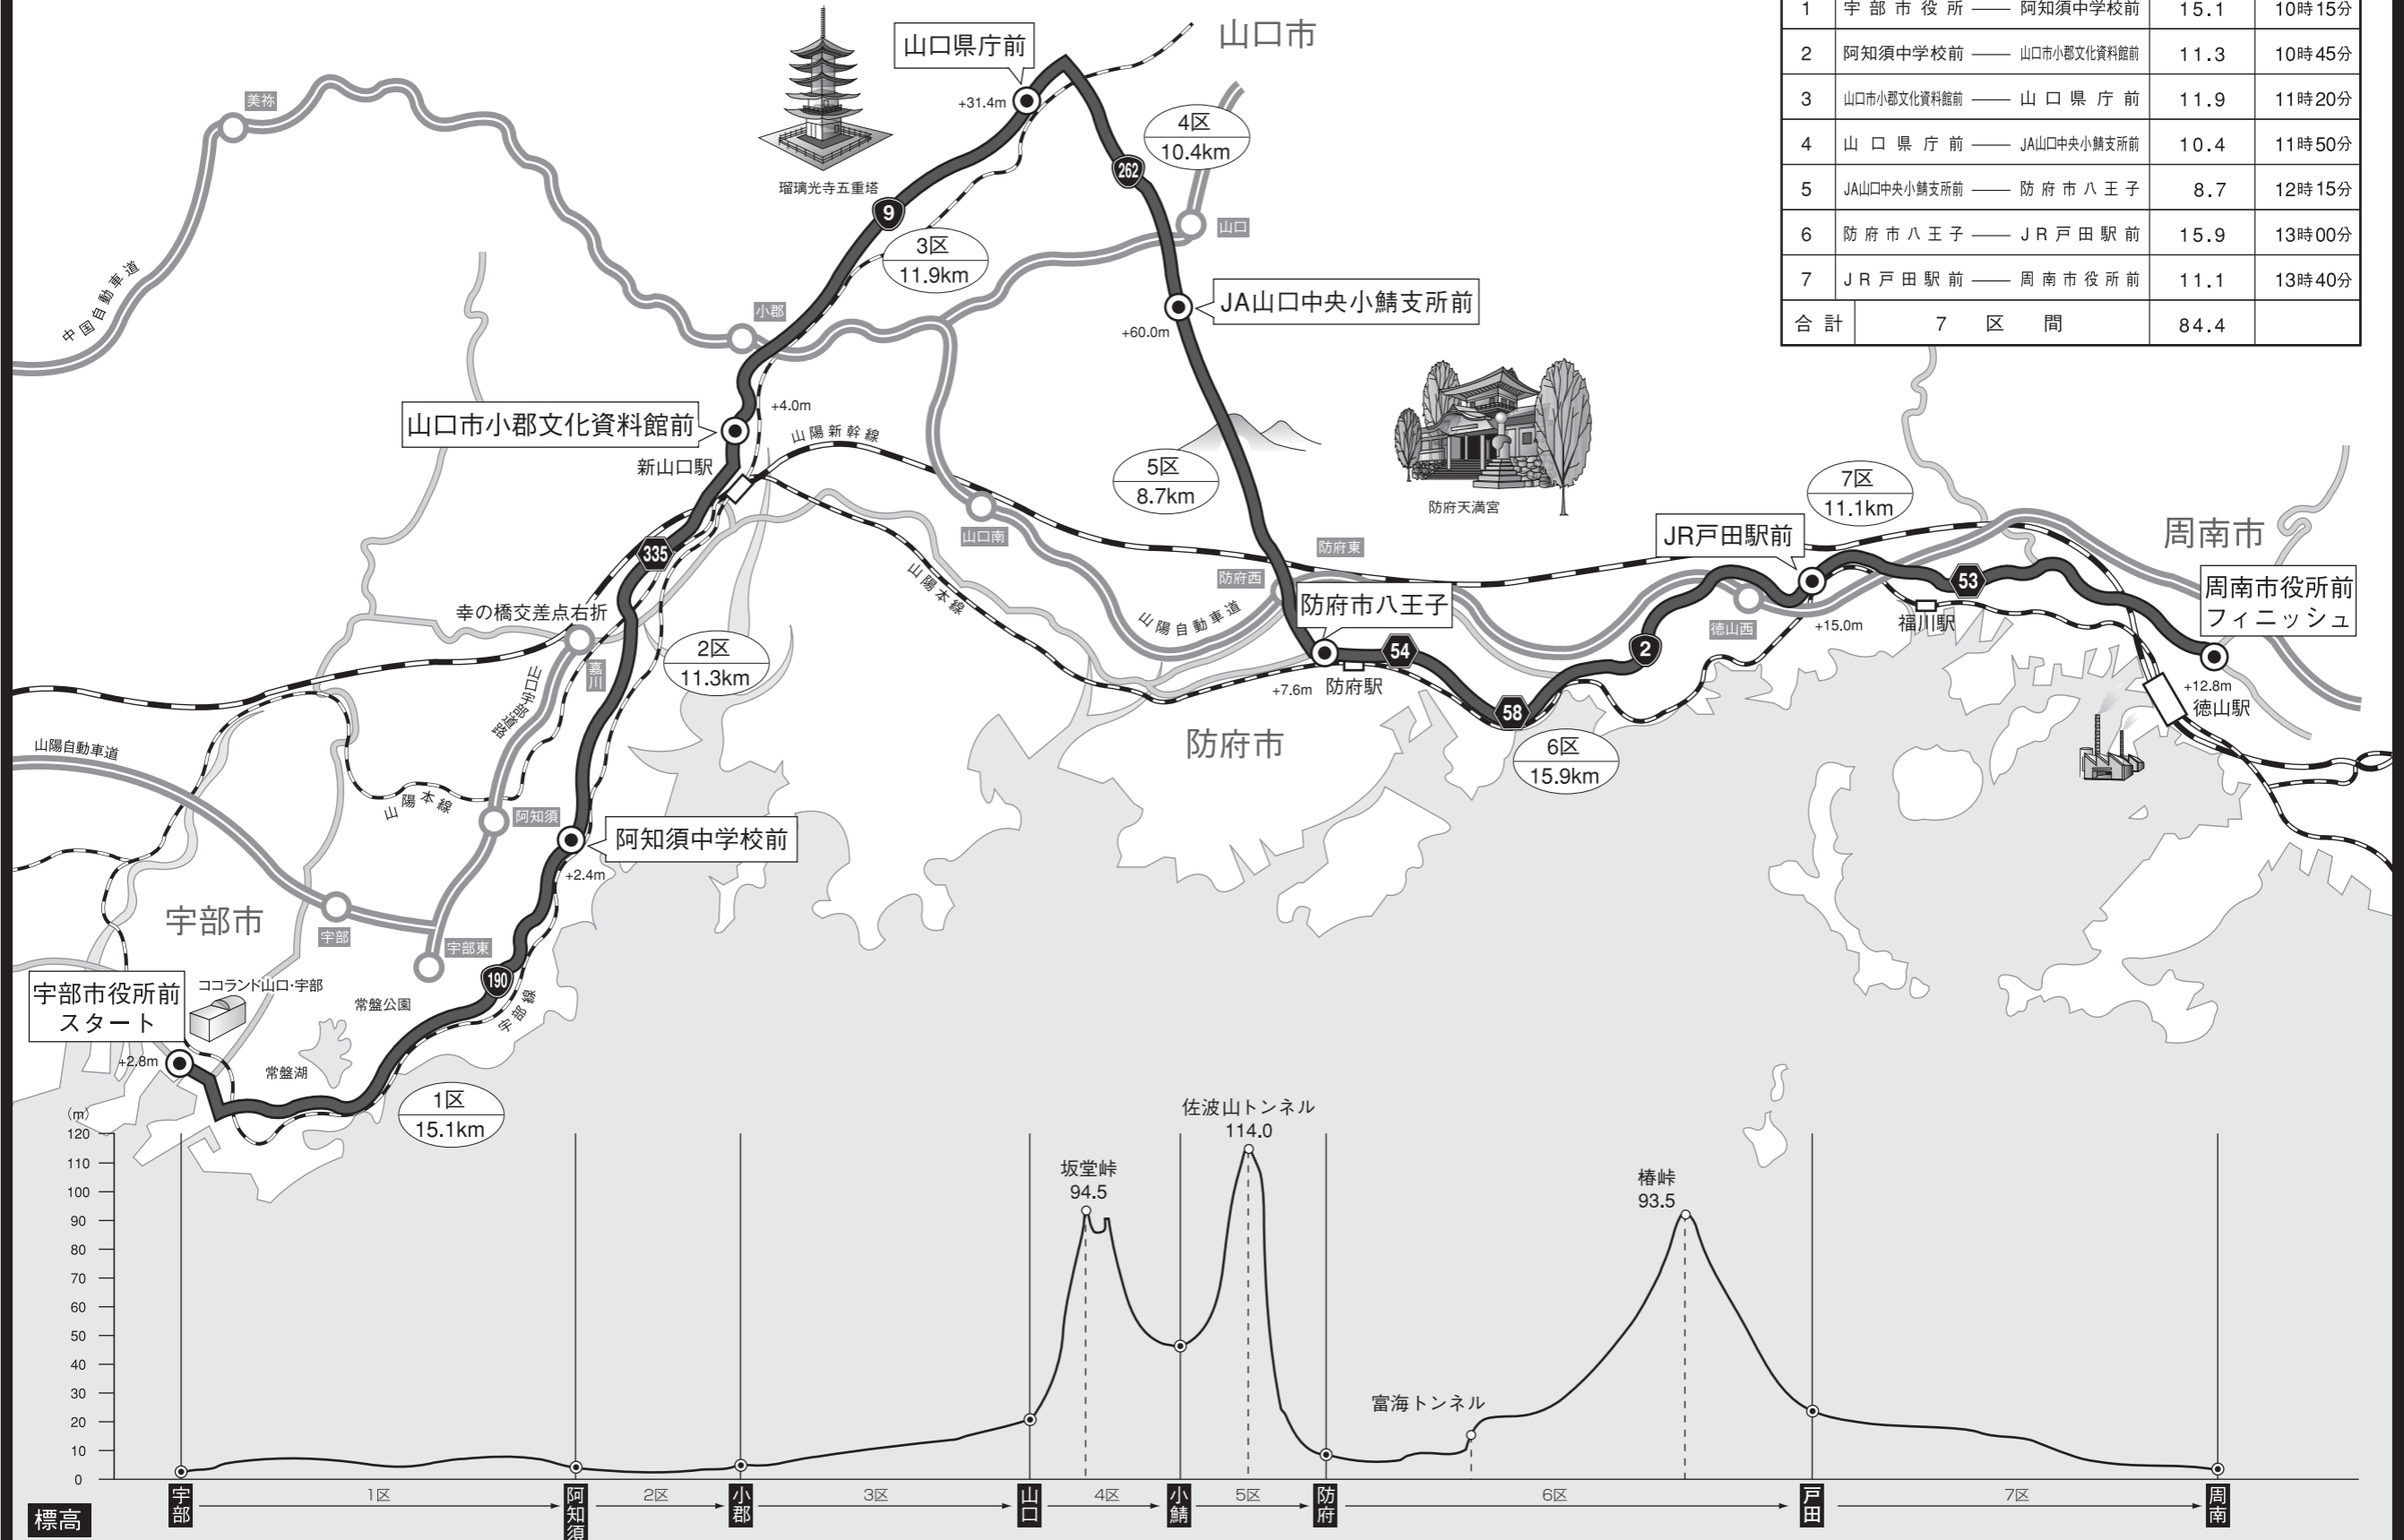 山口県庁前
山口市
+31.4m
美祢
4区
10.4km
262
瑠璃光寺五重塔
9
山口
3区
11.9km
中国自動車道
小郡
JA山口中央小鯖支所前
+60.0m
1 宇部市役所 ―― 阿知須中学校前 15.1 10時15分
2 阿知須中学校前 ―― 山口市小郡文化資料館前 11.3 10時45分
3 山口市小郡文化資料館前 ―― 山口県庁前 11.9 11時20分
4 山口県庁前 ―― JA山口中央小鯖支所前 10.4 11時50分
5 JA山口中央小鯖支所前 ―― 防府市八王子 8.7 12時15分
6 防府市八王子 ―― JR戸田駅前 15.9 13時00分
7 JR戸田駅前 ―― 周南市役所前 11.1 13時40分
合計 7区間 84.4
山口市小郡文化資料館前
+4.0m
山陽新幹線
新山口駅
5区
8.7km
防府天満宮
7区
11.1km
山口南
335
JR戸田駅前
周南市
防府東
防府西
山陽本線
山陽自動車道
幸の橋交差点右折
嘉川
2区
11.3km
山口宇部道路
防府市八王子
54
+7.6m
防府駅
58
2
徳山西
+15.0m
53
福川駅
周南市役所前
フィニッシュ
+12.8m
徳山駅
防府市
6区
15.9km
山陽自動車道
山陽本線
阿知須
阿知須中学校前
+2.4m
宇部市
宇部
宇部東
190
宇部線
宇部市役所前
スタート
ココランド山口・宇部
常盤公園
+2.8m
常盤湖
1区
15.1km
(m)
120
110
100
90
80
70
60
50
40
30
20
10
0
坂堂峠
94.5
佐波山トンネル
114.0
富海トンネル
椿峠
93.5
標高
宇部 1区 阿知須 2区 小郡 3区 山口 4区 小鯖 5区 防府 6区 戸田 7区 周南